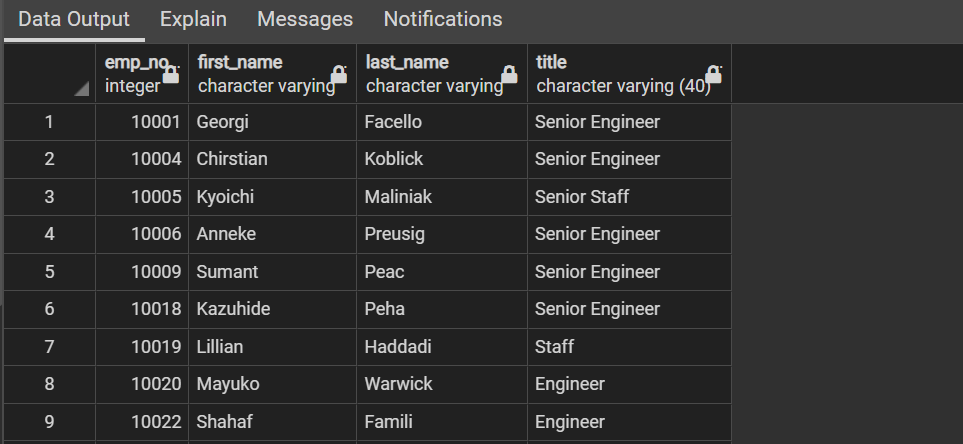 Data Output Explain Messages Notifications
emp_no first_name last_name title
integer character varying character varying character varying (40)
1 10001 Georgi Facello Senior Engineer
2 10004 Chirstian Koblick Senior Engineer
3 10005 Kyoichi Maliniak Senior Staff
4 10006 Anneke Preusig Senior Engineer
5 10009 Sumant Peac Senior Engineer
6 10018 Kazuhide Peha Senior Engineer
7 10019 Lillian Haddadi Staff
8 10020 Mayuko Warwick Engineer
9 10022 Shahaf Famili Engineer